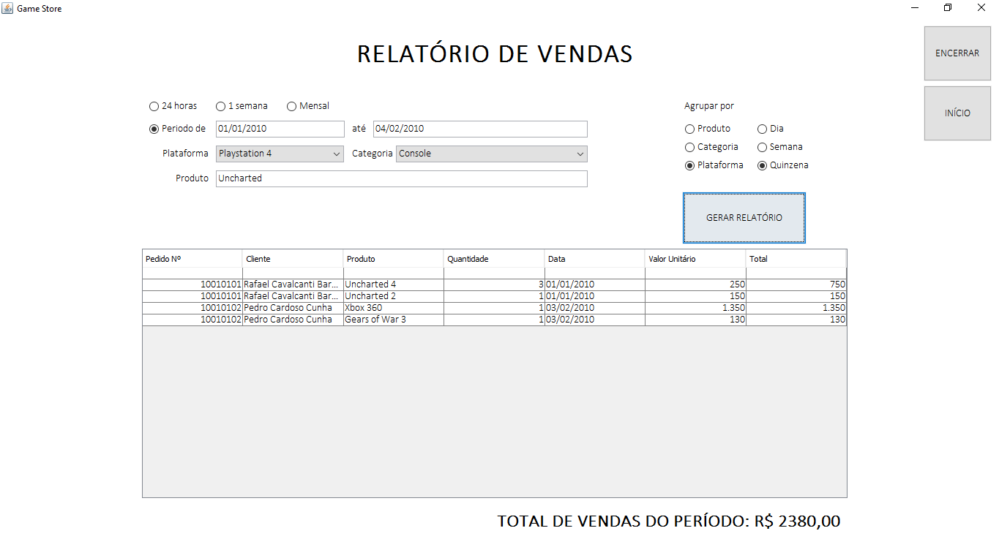 Game Store
RELATÓRIO DE VENDAS
ENCERRAR
INÍCIO
24 horas 1 semana Mensal
Periodo de 01/01/2010 até 04/02/2010
Plataforma Playstation 4 Categoria Console
Produto Uncharted
Agrupar por
Produto Dia
Categoria Semana
Plataforma Quinzena
GERAR RELATÓRIO
Pedido Nº Cliente Produto Quantidade Data Valor Unitário Total
10010101 Rafael Cavalcanti Bar... Uncharted 4 3 01/01/2010 250 750
10010101 Rafael Cavalcanti Bar... Uncharted 2 1 01/01/2010 150 150
10010102 Pedro Cardoso Cunha Xbox 360 1 03/02/2010 1.350 1.350
10010102 Pedro Cardoso Cunha Gears of War 3 1 03/02/2010 130 130
TOTAL DE VENDAS DO PERÍODO: R$ 2380,00